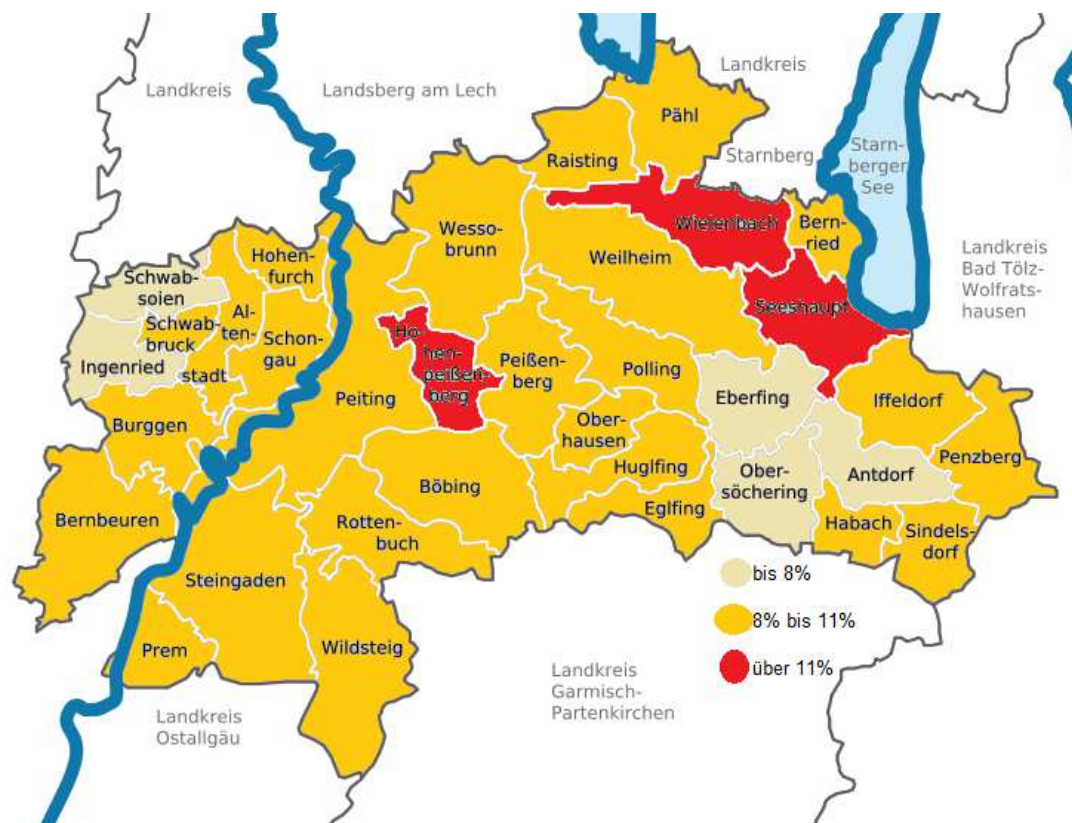 Landkreis
Landsberg am Lech
Landkreis
Pähl
Raisting
Starnberg
Starn-
berger
See
Wielenbach
Bern-
ried
Wesso-
brunn
Weilheim
Landkreis
Bad Tölz-
Wolfrats-
hausen
Hohen-
furch
Schwab-
soien
Seeshaupt
Al-
ten-
stadt
Schwab-
bruck
Schon-
gau
Ho-
hen-
peißen-
berg
Ingenried
Peißen-
berg
Polling
Peiting
Eberfing
Iffeldorf
Burggen
Ober-
hausen
Penzberg
Huglfing
Ober-
söchering
Antdorf
Böbing
Bernbeuren
Eglfing
Rotten-
buch
Habach
Sindels-
dorf
Steingaden
bis 8%
8% bis 11%
Prem
Wildsteig
über 11%
Landkreis
Garmisch-
Partenkirchen
Landkreis
Ostallgäu